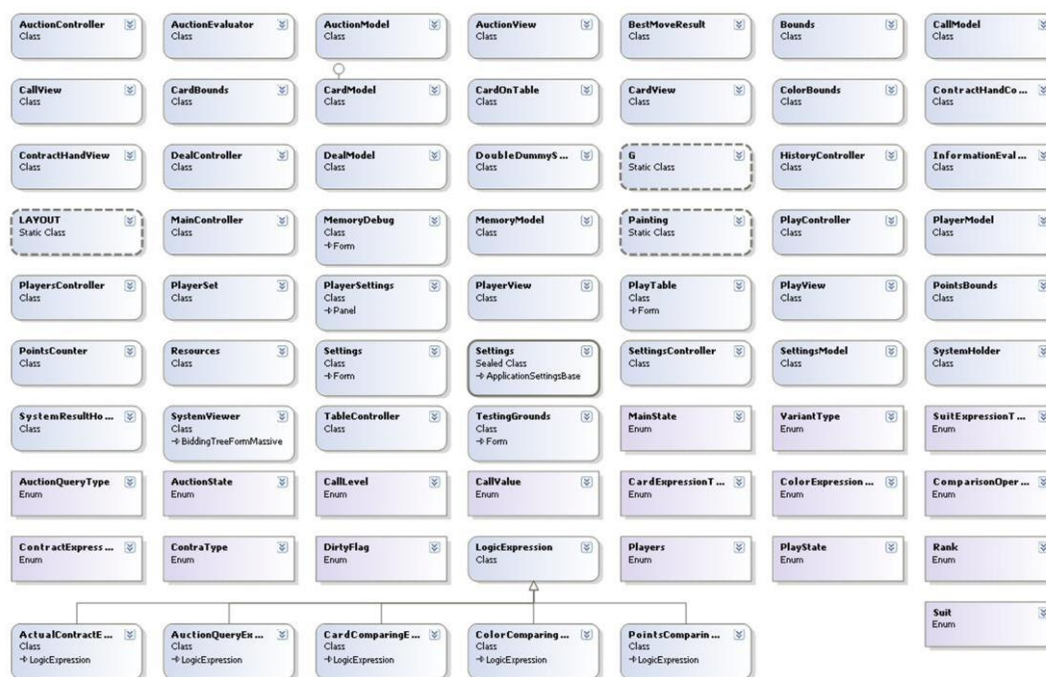 AuctionController
Class
AuctionEvaluator
Class
AuctionModel
Class
AuctionView
Class
BestMoveResult
Class
Bounds
Class
CallModel
Class
CallView
Class
CardBounds
Class
CardModel
Class
CardOnTable
Class
CardView
Class
ColorBounds
Class
ContractHandCo ...
Class
ContractHandView
Class
DealController
Class
DealModel
Class
DoubleDummyS ...
Class
G
Static Class
HistoryController
Class
InformationEval ...
Class
LAYOUT
Static Class
MainController
Class
MemoryDebug
Class
Form
MemoryModel
Class
Painting
Static Class
PlayController
Class
PlayerModel
Class
PlayersController
Class
PlayerSet
Class
PlayerSettings
Class
Panel
PlayerView
Class
PlayTable
Class
Form
PlayView
Class
PointsBounds
Class
PointsCounter
Class
Resources
Class
Settings
Class
Form
Settings
Sealed Class
ApplicationSettingsBase
SettingsController
Class
SettingsModel
Class
SystemHolder
Class
SystemResultHo ...
Class
SystemViewer
Class
BiddingTreeFormMassive
TableController
Class
TestingGrounds
Class
Form
MainState
Enum
VariantType
Enum
SuitExpressionT ...
Enum
AuctionQueryType
Enum
AuctionState
Enum
CallLevel
Enum
CallValue
Enum
CardExpressionT ...
Enum
ColorExpression ...
Enum
ComparisonOper ...
Enum
ContractExpress ...
Enum
ContraType
Enum
DirtyFlag
Enum
LogicExpression
Class
Players
Enum
PlayState
Enum
Rank
Enum
Suit
Enum
ActualContractE ...
Class
LogicExpression
AuctionQueryEx ...
Class
LogicExpression
CardComparingE ...
Class
LogicExpression
ColorComparing ...
Class
LogicExpression
PointsComparin ...
Class
LogicExpression